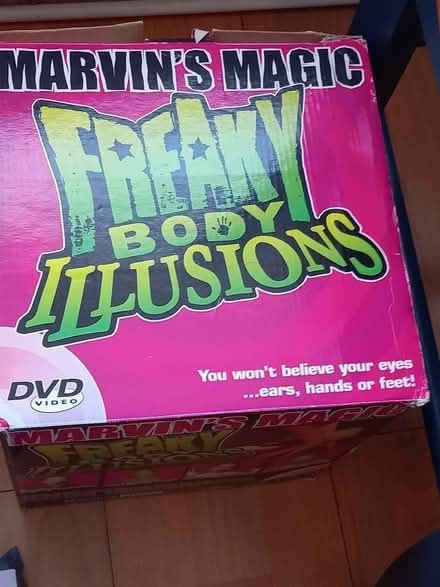 MARVIN'S MAGIC
FREAKY
BODY
ILLUSIONS
You won't believe your eyes
...ears, hands or feet!
DVD
VIDEO
MARVIN'S MAGIC
FREAKY
ILLUSIONS